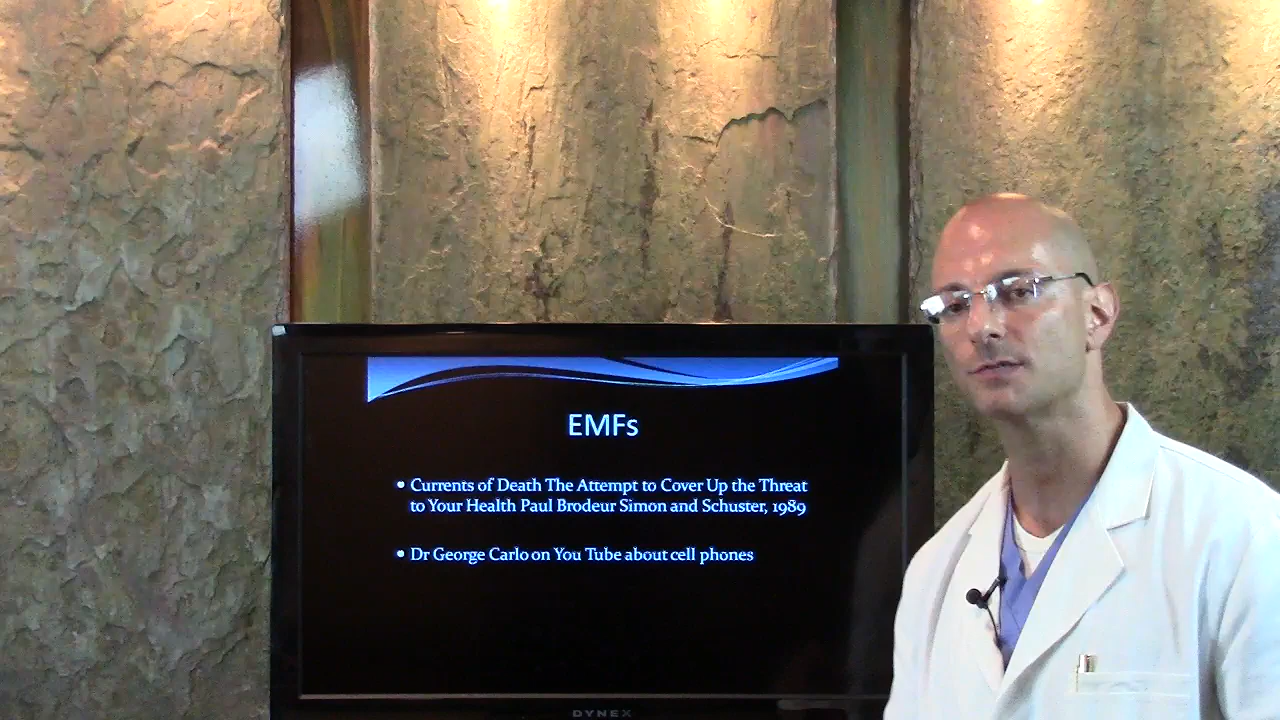 EMFs
• Currents of Death The Attempt to Cover Up the Threat
to Your Health Paul Brodeur Simon and Schuster, 1989
• Dr George Carlo on You Tube about cell phones
DYNEX